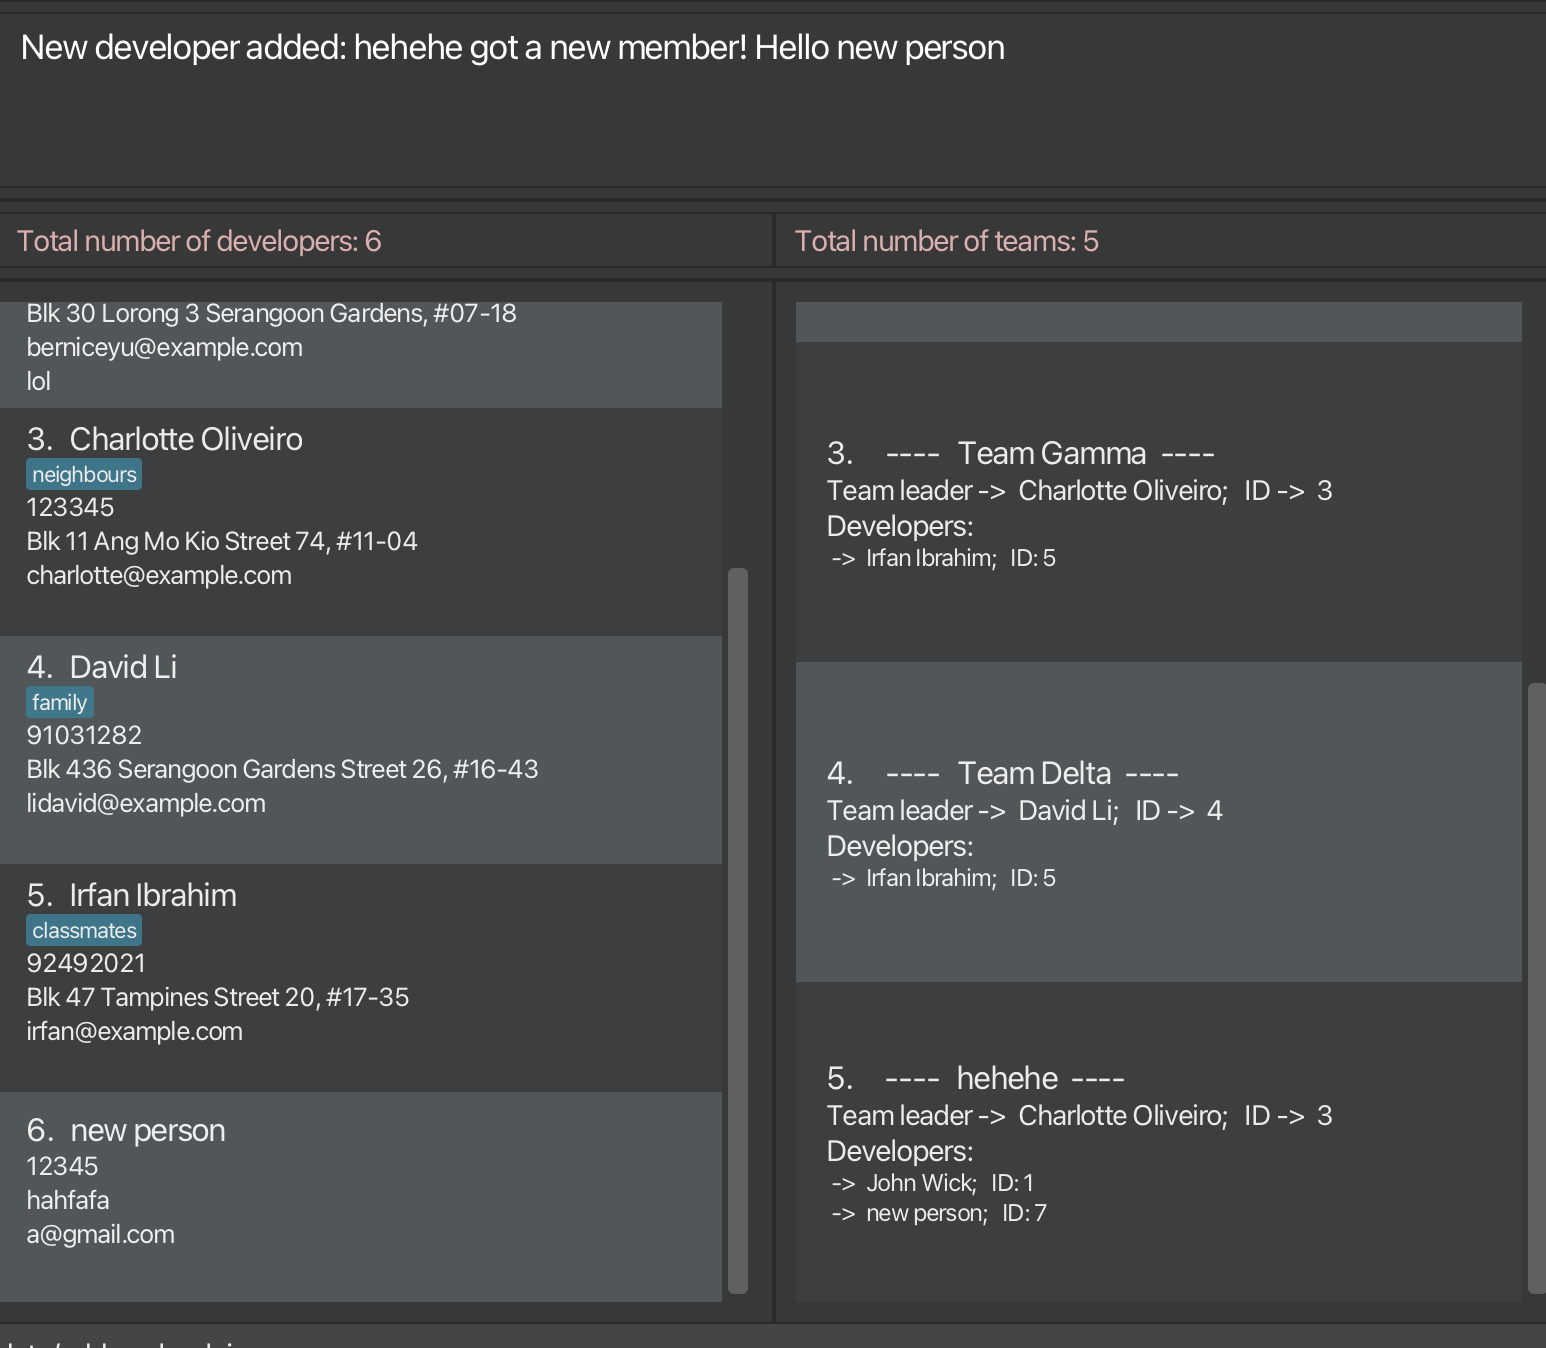 New developer added: hehehe got a new member! Hello new person
Total number of developers: 6
Blk 30 Lorong 3 Serangoon Gardens, #07-18
berniceyu@example.com
lol
3. Charlotte Oliveiro
neighbours
123345
Blk 11 Ang Mo Kio Street 74, #11-04
charlotte@example.com
4. David Li
family
91031282
Blk 436 Serangoon Gardens Street 26, #16-43
lidavid@example.com
5. Irfan Ibrahim
classmates
92492021
Blk 47 Tampines Street 20, #17-35
irfan@example.com
6. new person
12345
hahfafa
a@gmail.com
Total number of teams: 5
3. ---- Team Gamma ----
Team leader -> Charlotte Oliveiro; ID -> 3
Developers:
-> Irfan Ibrahim; ID: 5
4. ---- Team Delta ----
Team leader -> David Li; ID -> 4
Developers:
-> Irfan Ibrahim; ID: 5
5. ---- hehehe ----
Team leader -> Charlotte Oliveiro; ID -> 3
Developers:
-> John Wick; ID: 1
-> new person; ID: 7